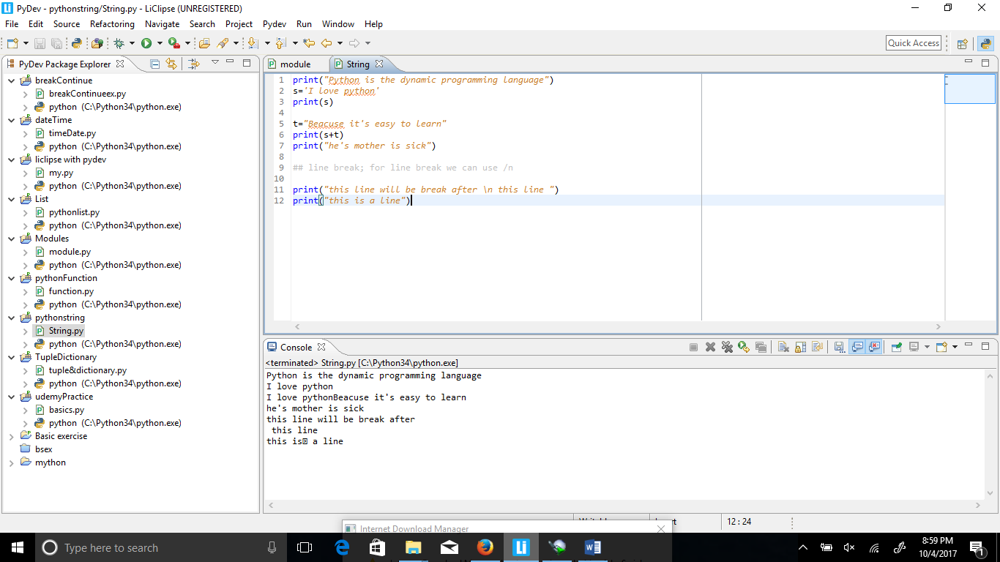 PyDev - pythonstring/String.py - LiClipse (UNREGISTERED)
File Edit Source Refactoring Navigate Search Project Pydev Run Window Help
Quick Access
PyDev Package Explorer
breakContinue
breakContinueex.py
python (C:\Python34\python.exe)
dateTime
timeDate.py
python (C:\Python34\python.exe)
liclipse with pydev
my.py
python (C:\Python34\python.exe)
List
pythonlist.py
python (C:\Python34\python.exe)
Modules
module.py
python (C:\Python34\python.exe)
pythonFunction
function.py
python (C:\Python34\python.exe)
pythonstring
String.py
python (C:\Python34\python.exe)
TupleDictionary
tuple&dictionary.py
python (C:\Python34\python.exe)
udemyPractice
basics.py
python (C:\Python34\python.exe)
Basic exercise
bsex
mython
module String
1 print("Python is the dynamic programming language")
2 s='I love python'
3 print(s)
4
5 t="Beacuse it's easy to learn"
6 print(s+t)
7 print("he's mother is sick")
8
9 ## line break; for line break we can use /n
10
11 print("this line will be break after \n this line ")
12 print("this is a line")
Console
<terminated> String.py [C:\Python34\python.exe]
Python is the dynamic programming language
I love python
I love pythonBeacuse it's easy to learn
he's mother is sick
this line will be break after
 this line
this is a line
12 : 24
Internet Download Manager
Type here to search
8:59 PM
10/4/2017
1